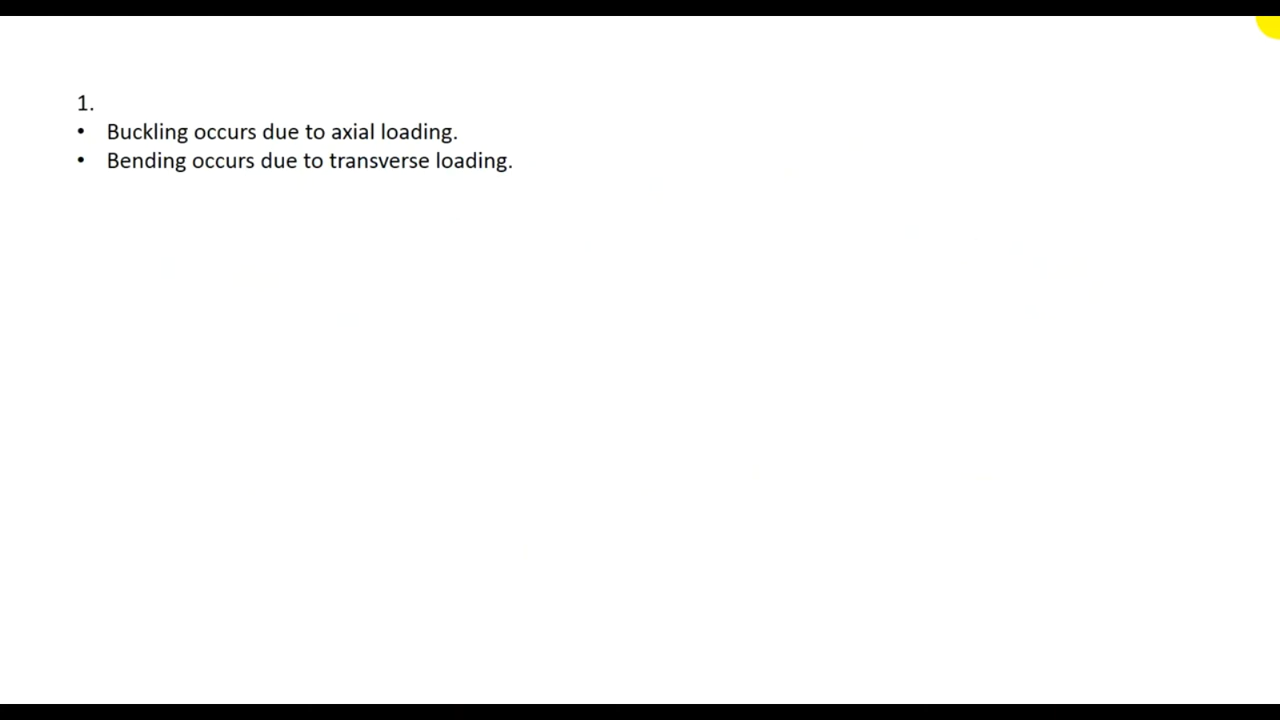 1.
• Buckling occurs due to axial loading.
• Bending occurs due to transverse loading.